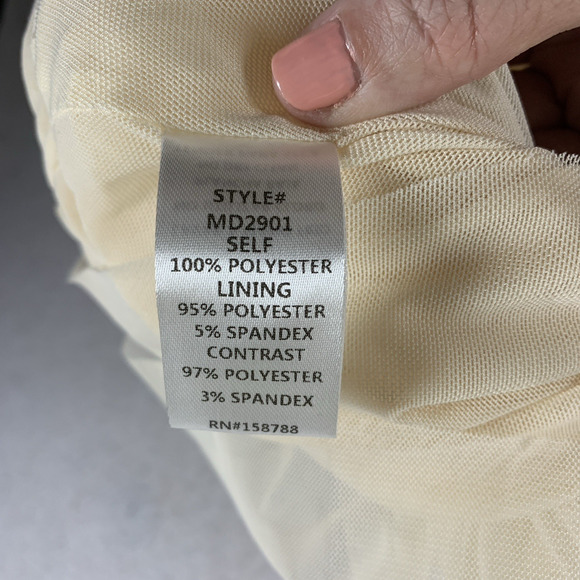 STYLE#
MD2901
SELF
100% POLYESTER
LINING
95% POLYESTER
5% SPANDEX
CONTRAST
97% POLYESTER
3% SPANDEX
RN#158788